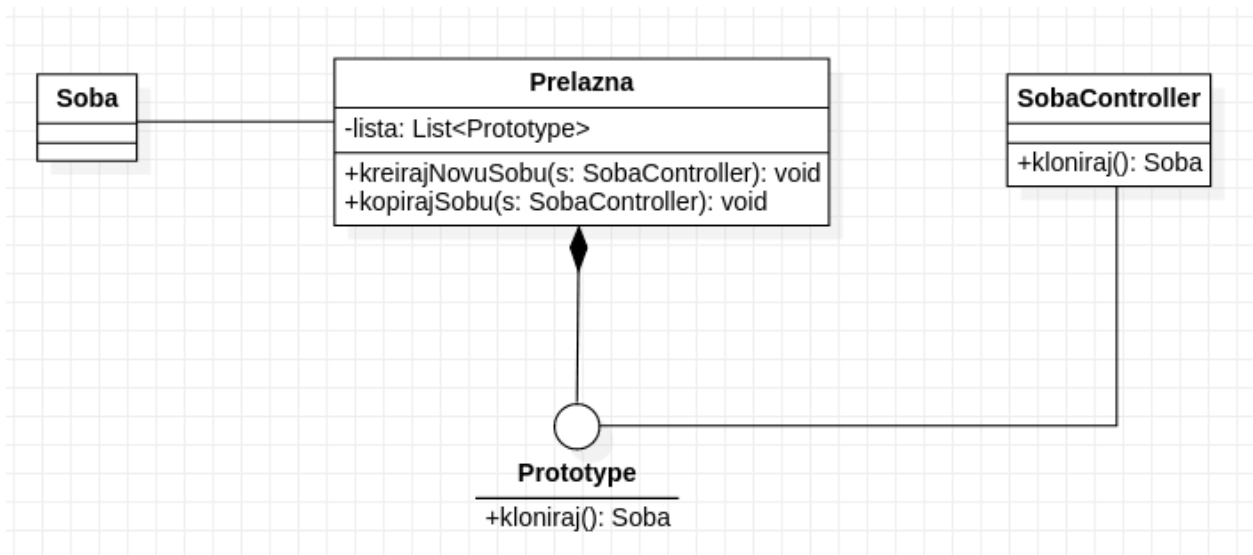 Soba
Prelazna
-lista: List<Prototype>
+kreirajNovuSobu(s: SobaController): void
+kopirajSobu(s: SobaController): void
SobaController
+kloniraj(): Soba
Prototype
+kloniraj(): Soba